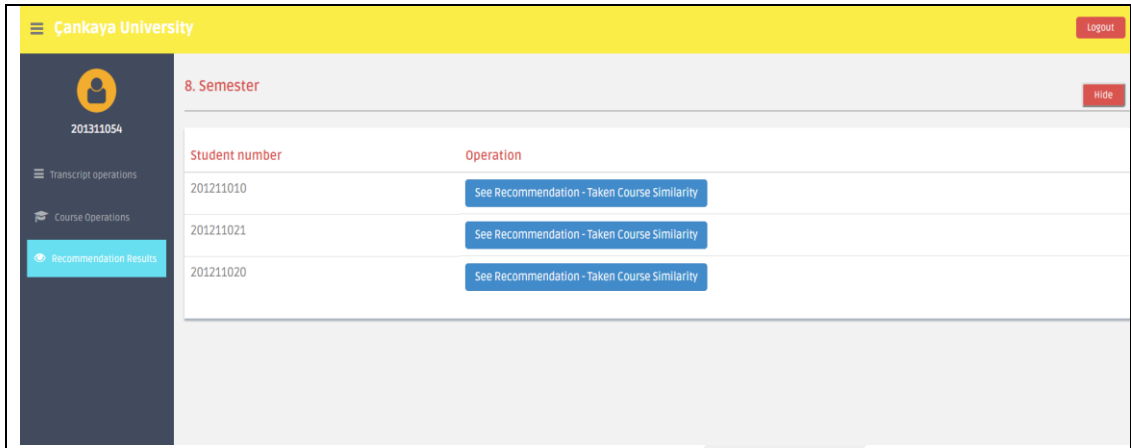 Çankaya University
Logout
201311054
Transcript operations
Course Operations
Recommendation Results
8. Semester
Hide
Student number Operation
201211010 See Recommendation - Taken Course Similarity
201211021 See Recommendation - Taken Course Similarity
201211020 See Recommendation - Taken Course Similarity